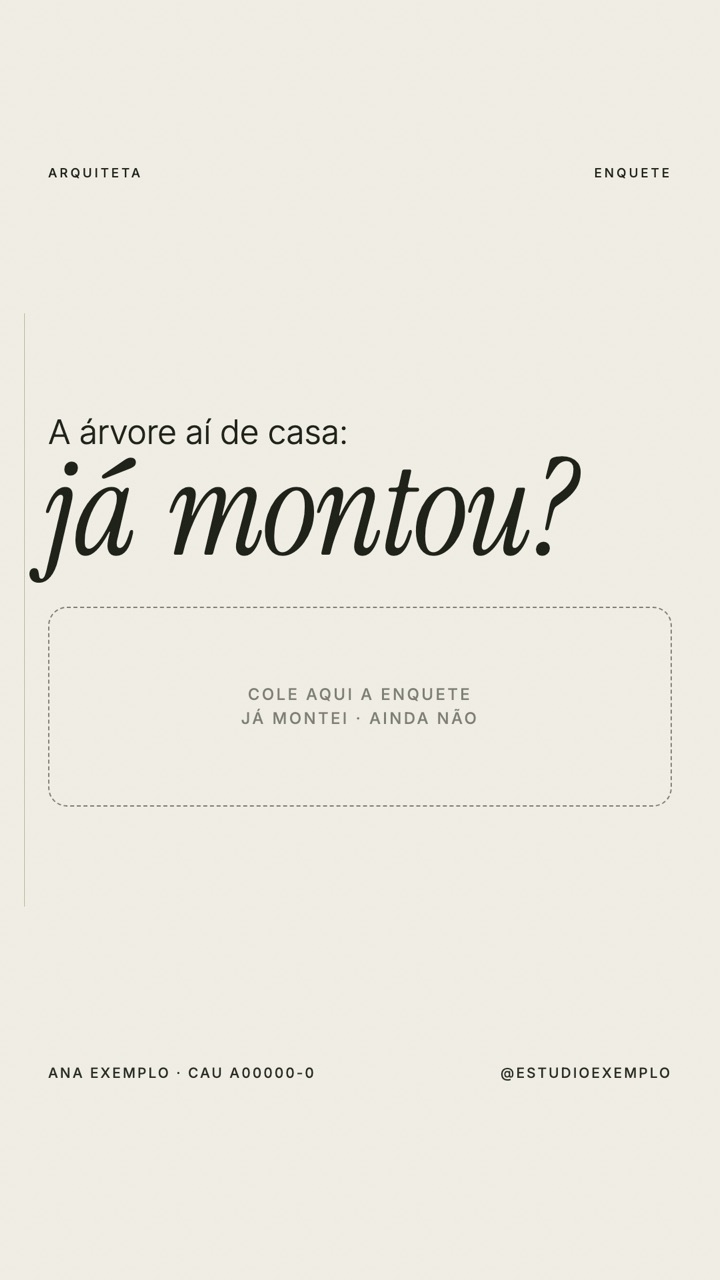 ARQUITETA
ENQUETE
A árvore aí de casa:
já montou?
COLE AQUI A ENQUETE
JÁ MONTEI · AINDA NÃO
ANA EXEMPLO · CAU A00000-0
@ESTUDIOEXEMPLO